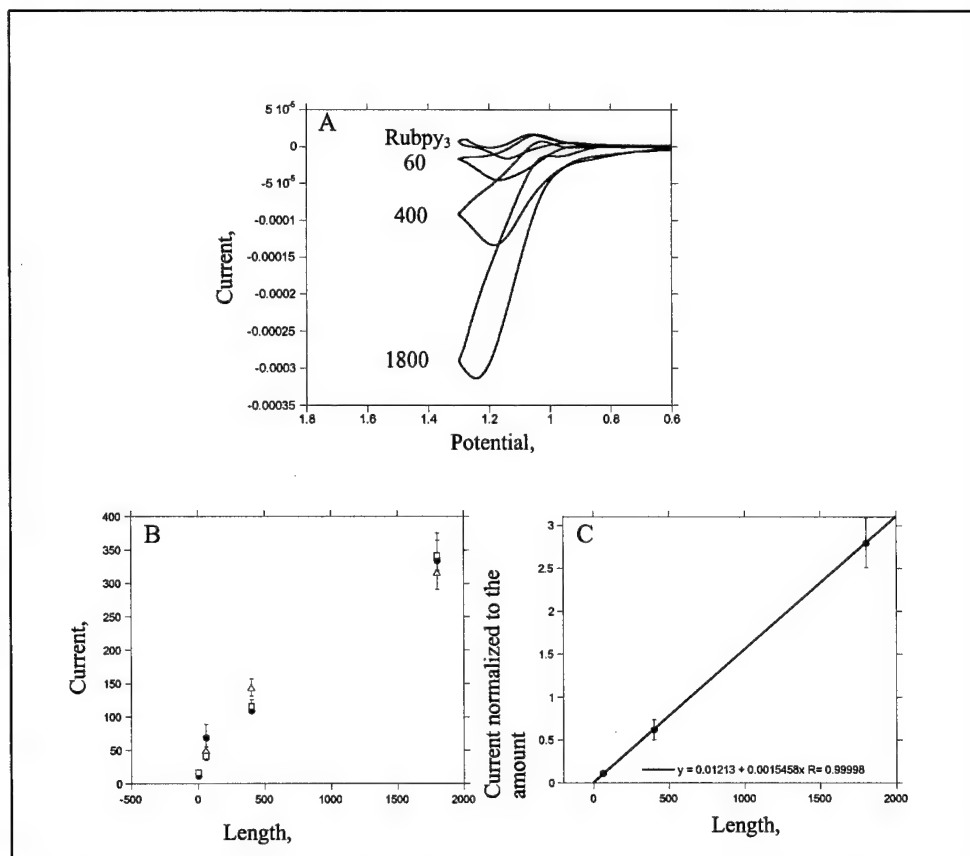 A
5 10⁻⁵
0
-5 10⁻⁵
-0.0001
-0.00015
-0.0002
-0.00025
-0.0003
-0.00035
Current,
Rubpy₃
60
400
1800
1.8 1.6 1.4 1.2 1 0.8 0.6
Potential,
B
400
350
300
250
200
150
100
50
0
Current,
-500 0 500 1000 1500 2000
Length,
C
3
2.5
2
1.5
1
0.5
0
Current normalized to the
amount
y = 0.01213 + 0.0015458x R= 0.99998
0 500 1000 1500 2000
Length,